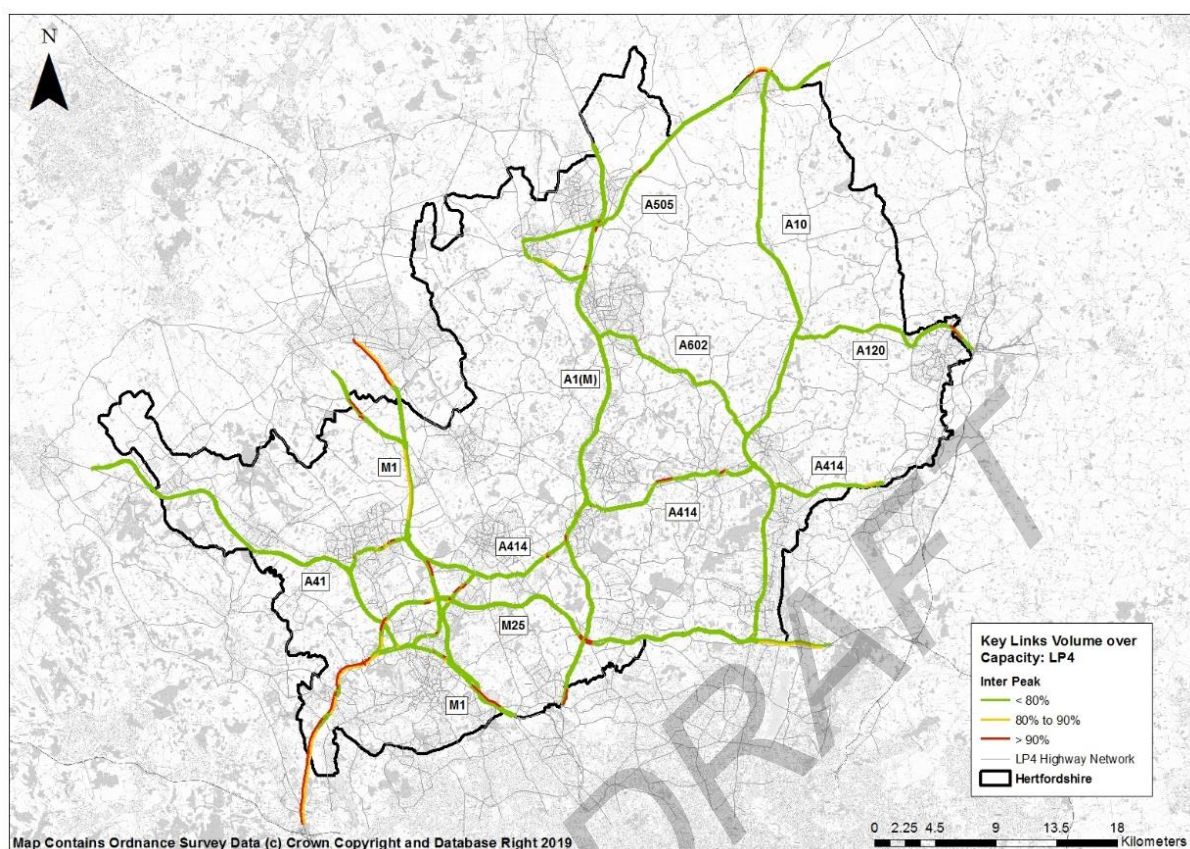 N
A505
A10
A602
A120
A1(M)
M1
A414
A414
A414
A41
M25
M1
DRAFT
Key Links Volume over
Capacity: LP4
Inter Peak
< 80%
80% to 90%
> 90%
LP4 Highway Network
Hertfordshire
0 2.25 4.5 9 13.5 18
Kilometers
Map Contains Ordnance Survey Data (c) Crown Copyright and Database Right 2019